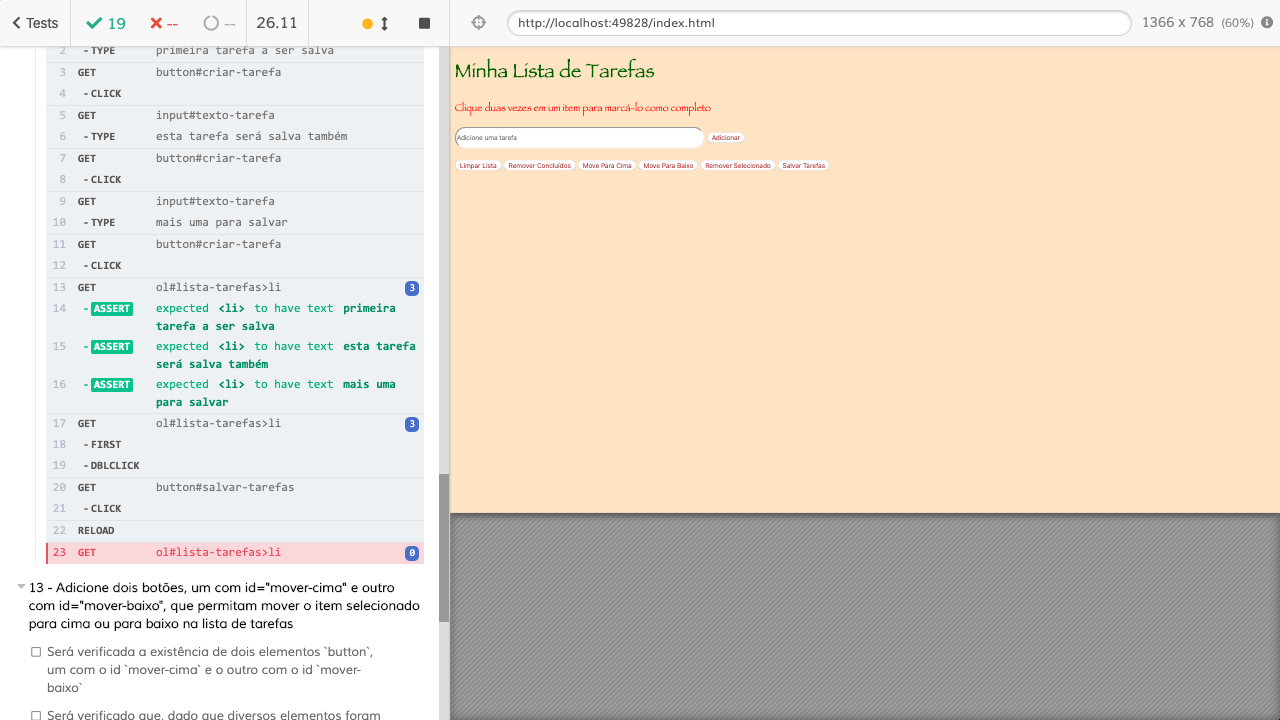 Tests 19 -- -- 26.11
2 -TYPE primeira tarefa a ser salva
3 GET button#criar-tarefa
4 -CLICK
5 GET input#texto-tarefa
6 -TYPE esta tarefa será salva também
7 GET button#criar-tarefa
8 -CLICK
9 GET input#texto-tarefa
10 -TYPE mais uma para salvar
11 GET button#criar-tarefa
12 -CLICK
13 GET ol#lista-tarefas>li 3
14 -ASSERT expected <li> to have text primeira
tarefa a ser salva
15 -ASSERT expected <li> to have text esta tarefa
será salva também
16 -ASSERT expected <li> to have text mais uma
para salvar
17 GET ol#lista-tarefas>li 3
18 -FIRST
19 -DBLCLICK
20 GET button#salvar-tarefas
21 -CLICK
22 RELOAD
23 GET ol#lista-tarefas>li 0
13 - Adicione dois botões, um com id="mover-cima" e outro
com id="mover-baixo", que permitam mover o item selecionado
para cima ou para baixo na lista de tarefas
Será verificada a existência de dois elementos `button`,
um com o id `mover-cima` e o outro com o id `mover-
baixo`
Será verificado que, dado que diversos elementos foram
http://localhost:49828/index.html 1366 x 768 (60%)
Minha Lista de Tarefas
Clique duas vezes em um item para marcá-lo como completo
Adicione uma tarefa Adicionar
Limpar Lista Remover Concluídos Move Para Cima Move Para Baixo Remover Selecionado Salvar Tarefas